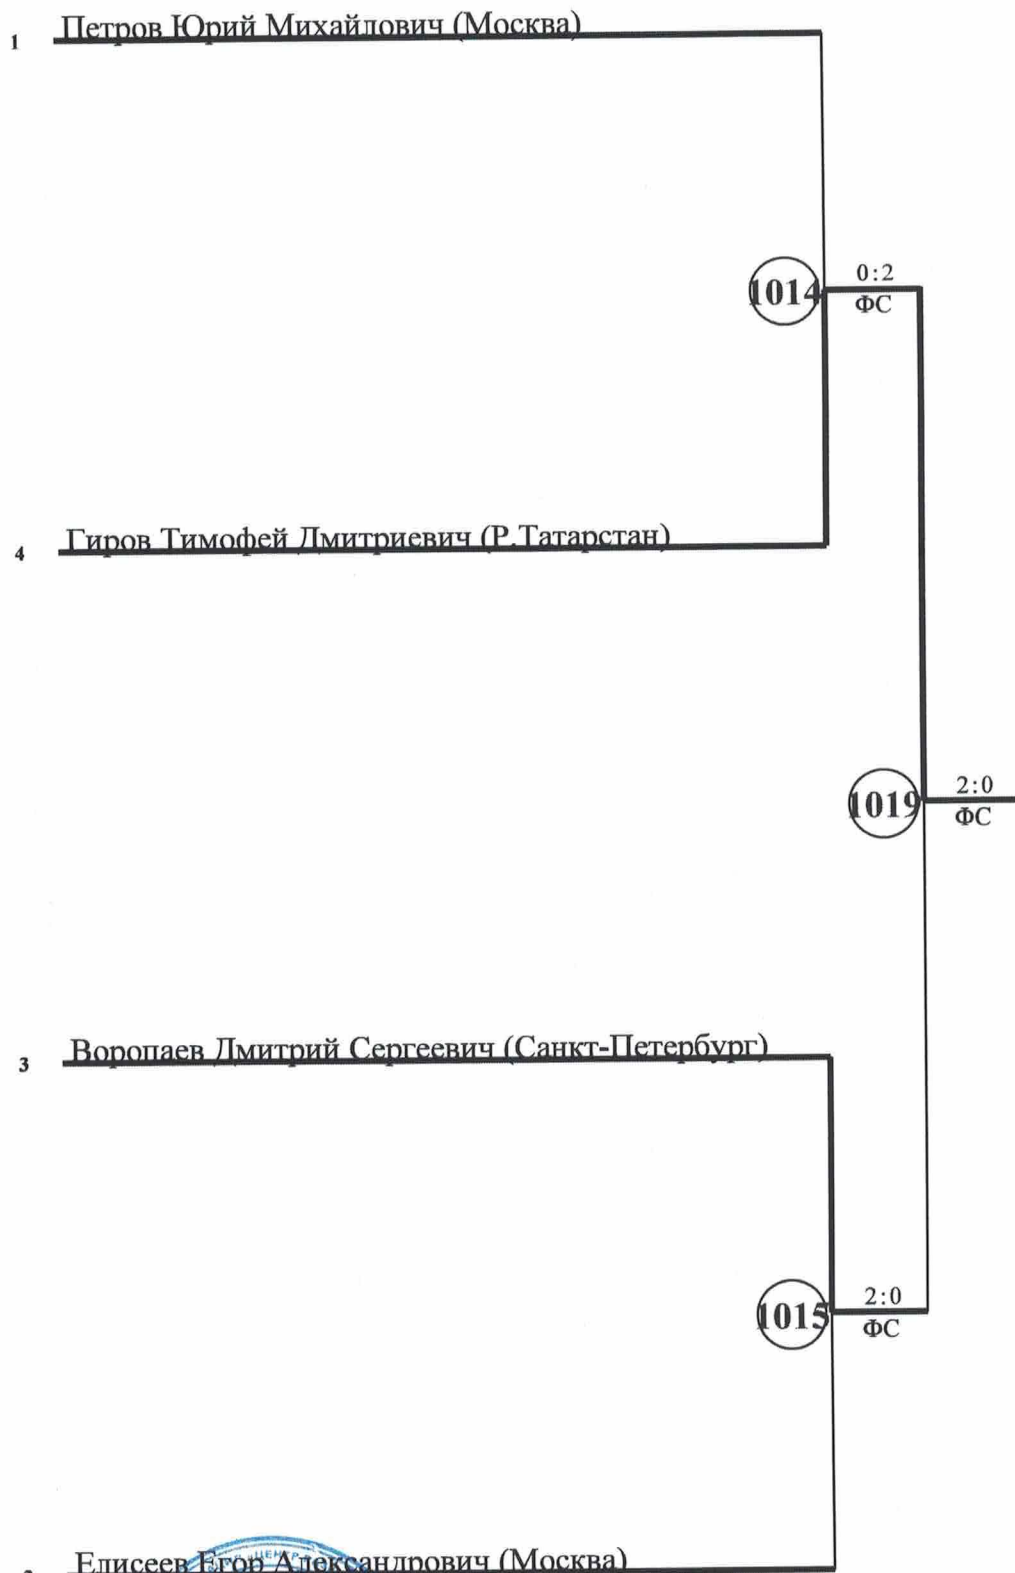 1 Петров Юрий Михайлович (Москва)
1014 0:2
ФС
4 Гиров Тимофей Дмитриевич (Р.Татарстан)
1019 2:0
ФС
3 Воропаев Дмитрий Сергеевич (Санкт-Петербург)
1015 2:0
ФС
Елисеев Егор Александрович (Москва)